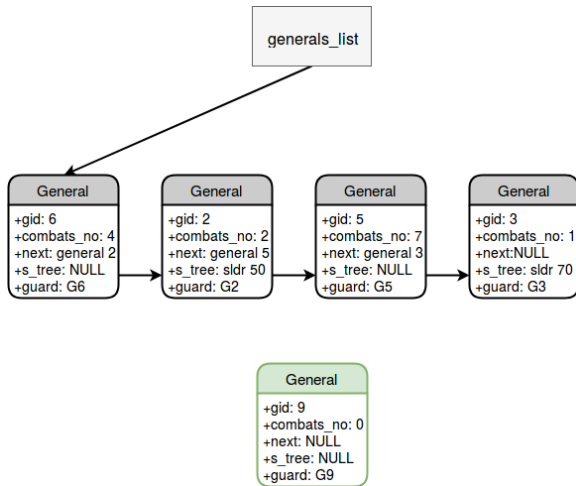 generals_list
General
+gid: 6
+combats_no: 4
+next: general 2
+s_tree: NULL
+guard: G6
General
+gid: 2
+combats_no: 2
+next: general 5
+s_tree: sldr 50
+guard: G2
General
+gid: 5
+combats_no: 7
+next: general 3
+s_tree: NULL
+guard: G5
General
+gid: 3
+combats_no: 1
+next:NULL
+s_tree: sldr 70
+guard: G3
General
+gid: 9
+combats_no: 0
+next: NULL
+s_tree: NULL
+guard: G9